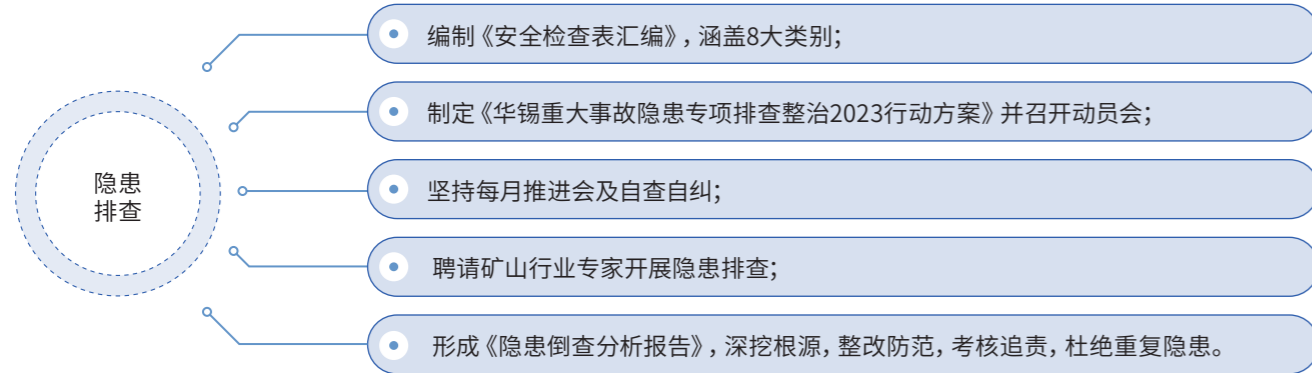 隐患
排查
编制《安全检查表汇编》，涵盖8大类别；
制定《华锡重大事故隐患专项排查整治2023行动方案》并召开动员会；
坚持每月推进会及自查自纠；
聘请矿山行业专家开展隐患排查；
形成《隐患倒查分析报告》，深挖根源，整改防范，考核追责，杜绝重复隐患。